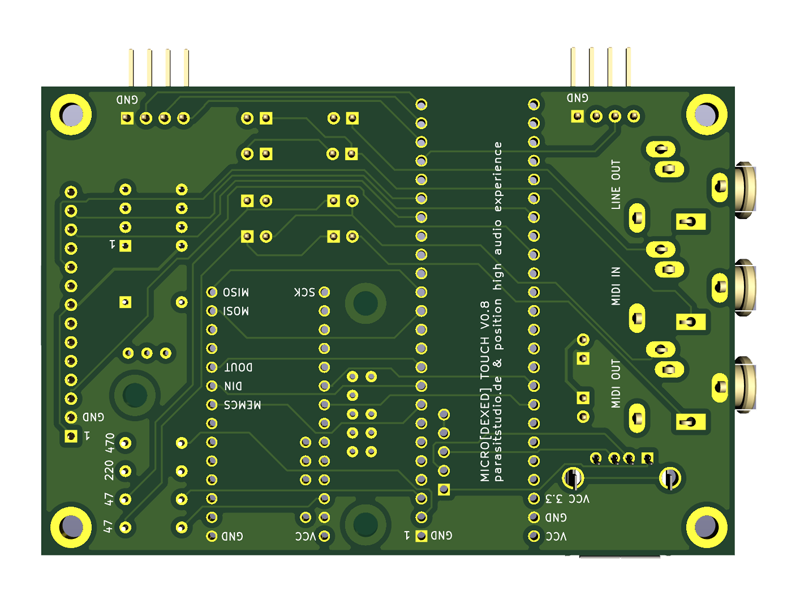 GND
GND
LINE OUT
1
MISO
SCK
MOSI
MIDI IN
MICRO[DEXED] TOUCH V0.8
parasitstudio.de & position high audio experience
DOUT
DIN
MEMCS
MIDI OUT
GND
1
470
220
47
47
VCC 3.3
GND
GND
VCC
1
GND
VCC